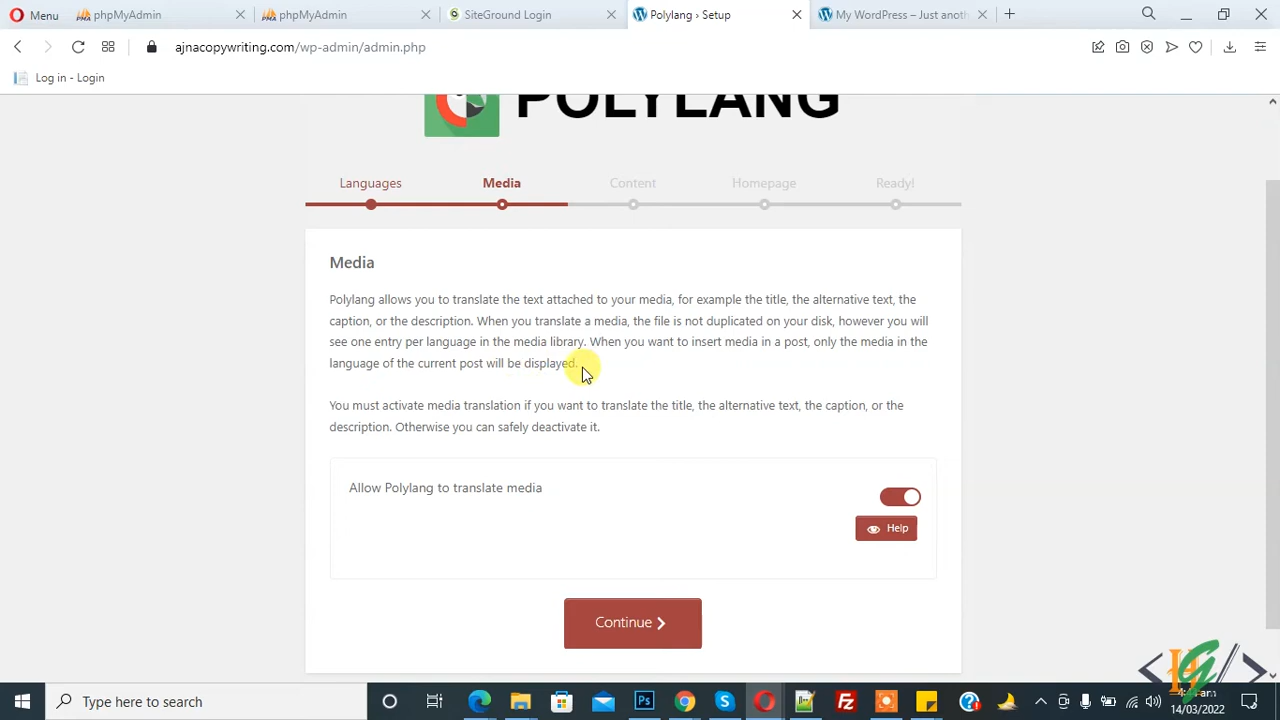 Menu
phpMyAdmin
phpMyAdmin
SiteGround Login
Polylang › Setup
My WordPress – Just anoth
ajnacopywriting.com/wp-admin/admin.php
Log in - Login
POLYLANG
Languages
Media
Content
Homepage
Ready!
Media
Polylang allows you to translate the text attached to your media, for example the title, the alternative text, the
caption, or the description. When you translate a media, the file is not duplicated on your disk, however you will
see one entry per language in the media library. When you want to insert media in a post, only the media in the
language of the current post will be displayed.
You must activate media translation if you want to translate the title, the alternative text, the caption, or the
description. Otherwise you can safely deactivate it.
Allow Polylang to translate media
Help
Continue
Type here to search
14/03/2022